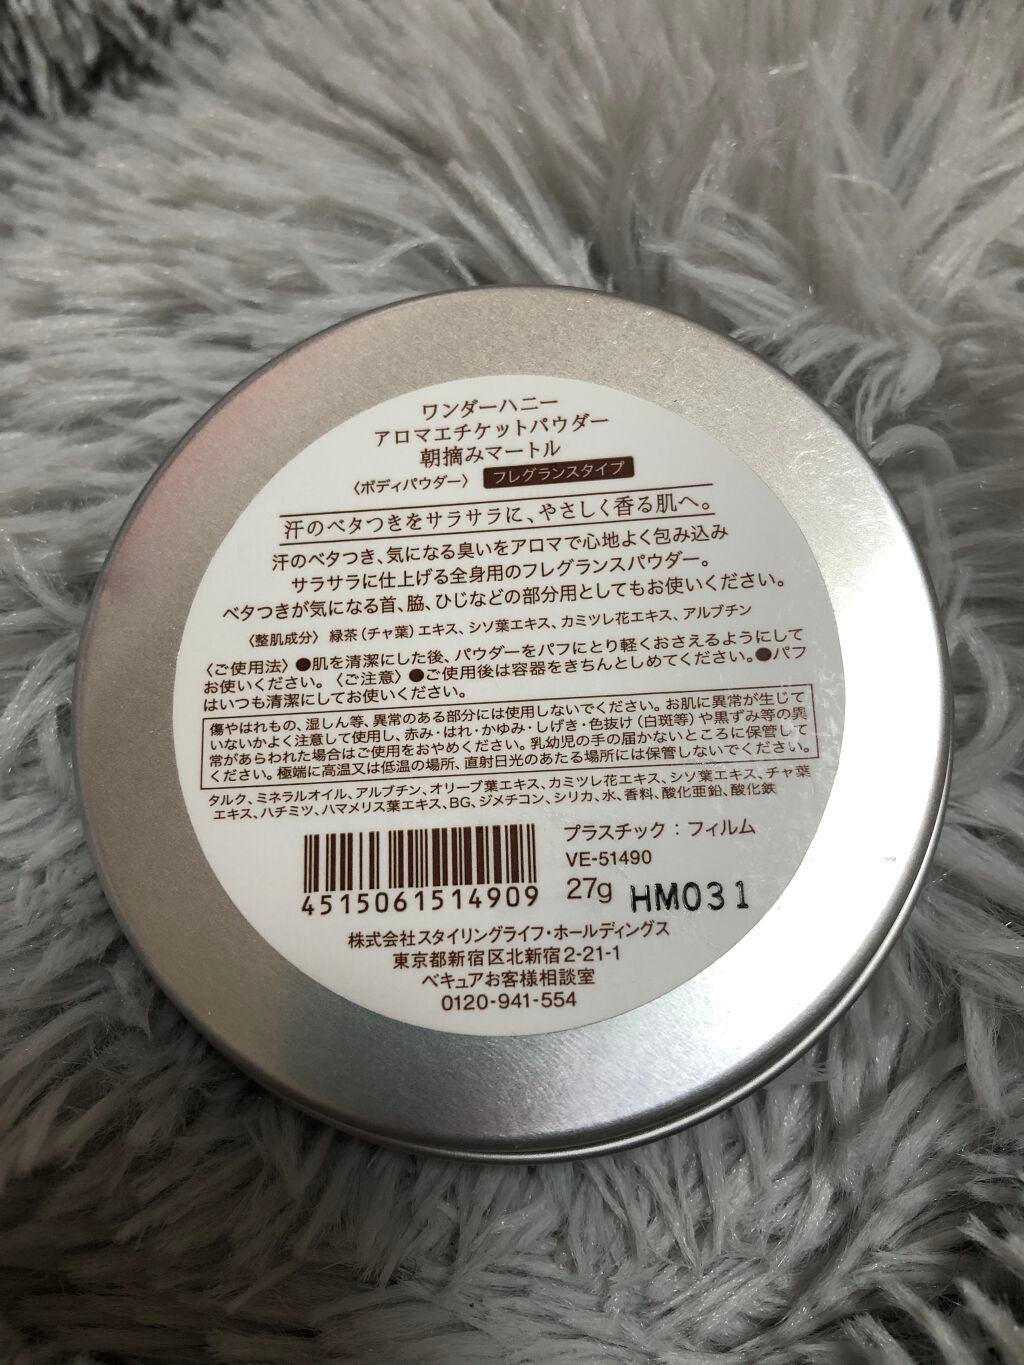 ワンダーハニー
アロマエチケットパウダー
朝摘みマートル
〈ボディパウダー〉 フレグランスタイプ
汗のベタつきをサラサラに、やさしく香る肌へ。
汗のベタつき、気になる臭いをアロマで心地よく包み込み
サラサラに仕上げる全身用のフレグランスパウダー。
ベタつきが気になる首、脇、ひじなどの部分用としてもお使いください。
〈整肌成分〉 緑茶(チャ葉)エキス、シソ葉エキス、カミツレ花エキス、アルブチン
〈ご使用法〉●肌を清潔にした後、パウダーをパフにとり軽くおさえるようにして
お使いください。〈ご注意〉●ご使用後は容器をきちんとしめてください。●パフ
はいつも清潔にしてお使いください。
傷やはれもの、湿しん等、異常のある部分には使用しないでください。お肌に異常が生じて
いないかよく注意して使用し、赤み・はれ・かゆみ・しげき・色抜け(白斑等)や黒ずみ等の異
常があらわれた場合はご使用をおやめください。乳幼児の手の届かないところに保管して
ください。極端に高温又は低温の場所、直射日光のあたる場所には保管しないでください。
タルク、ミネラルオイル、アルブチン、オリーブ葉エキス、カミツレ花エキス、シソ葉エキス、チャ葉
エキス、ハチミツ、ハマメリス葉エキス、BG、ジメチコン、シリカ、水、香料、酸化亜鉛、酸化鉄
プラスチック：フィルム
VE-51490
27g HM031
4515061514909
株式会社スタイリングライフ・ホールディングス
東京都新宿区北新宿2-21-1
ベキュアお客様相談室
0120-941-554